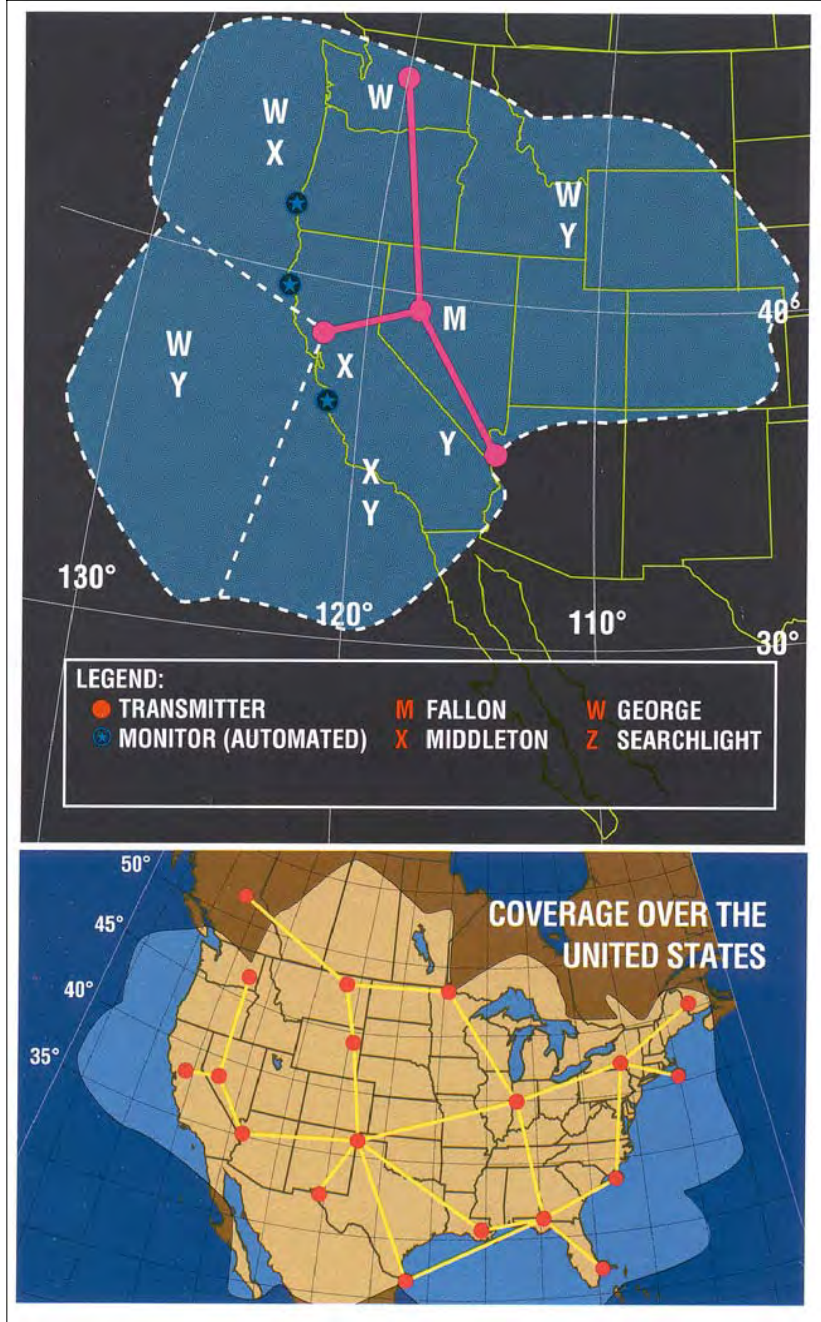 W
W
X
W
Y
40°
M
W
Y
X
Y
X
Y
130°
120°
110°
30°
LEGEND:
TRANSMITTER M FALLON W GEORGE
MONITOR (AUTOMATED) X MIDDLETON Z SEARCHLIGHT
50°
COVERAGE OVER THE
UNITED STATES
45°
40°
35°